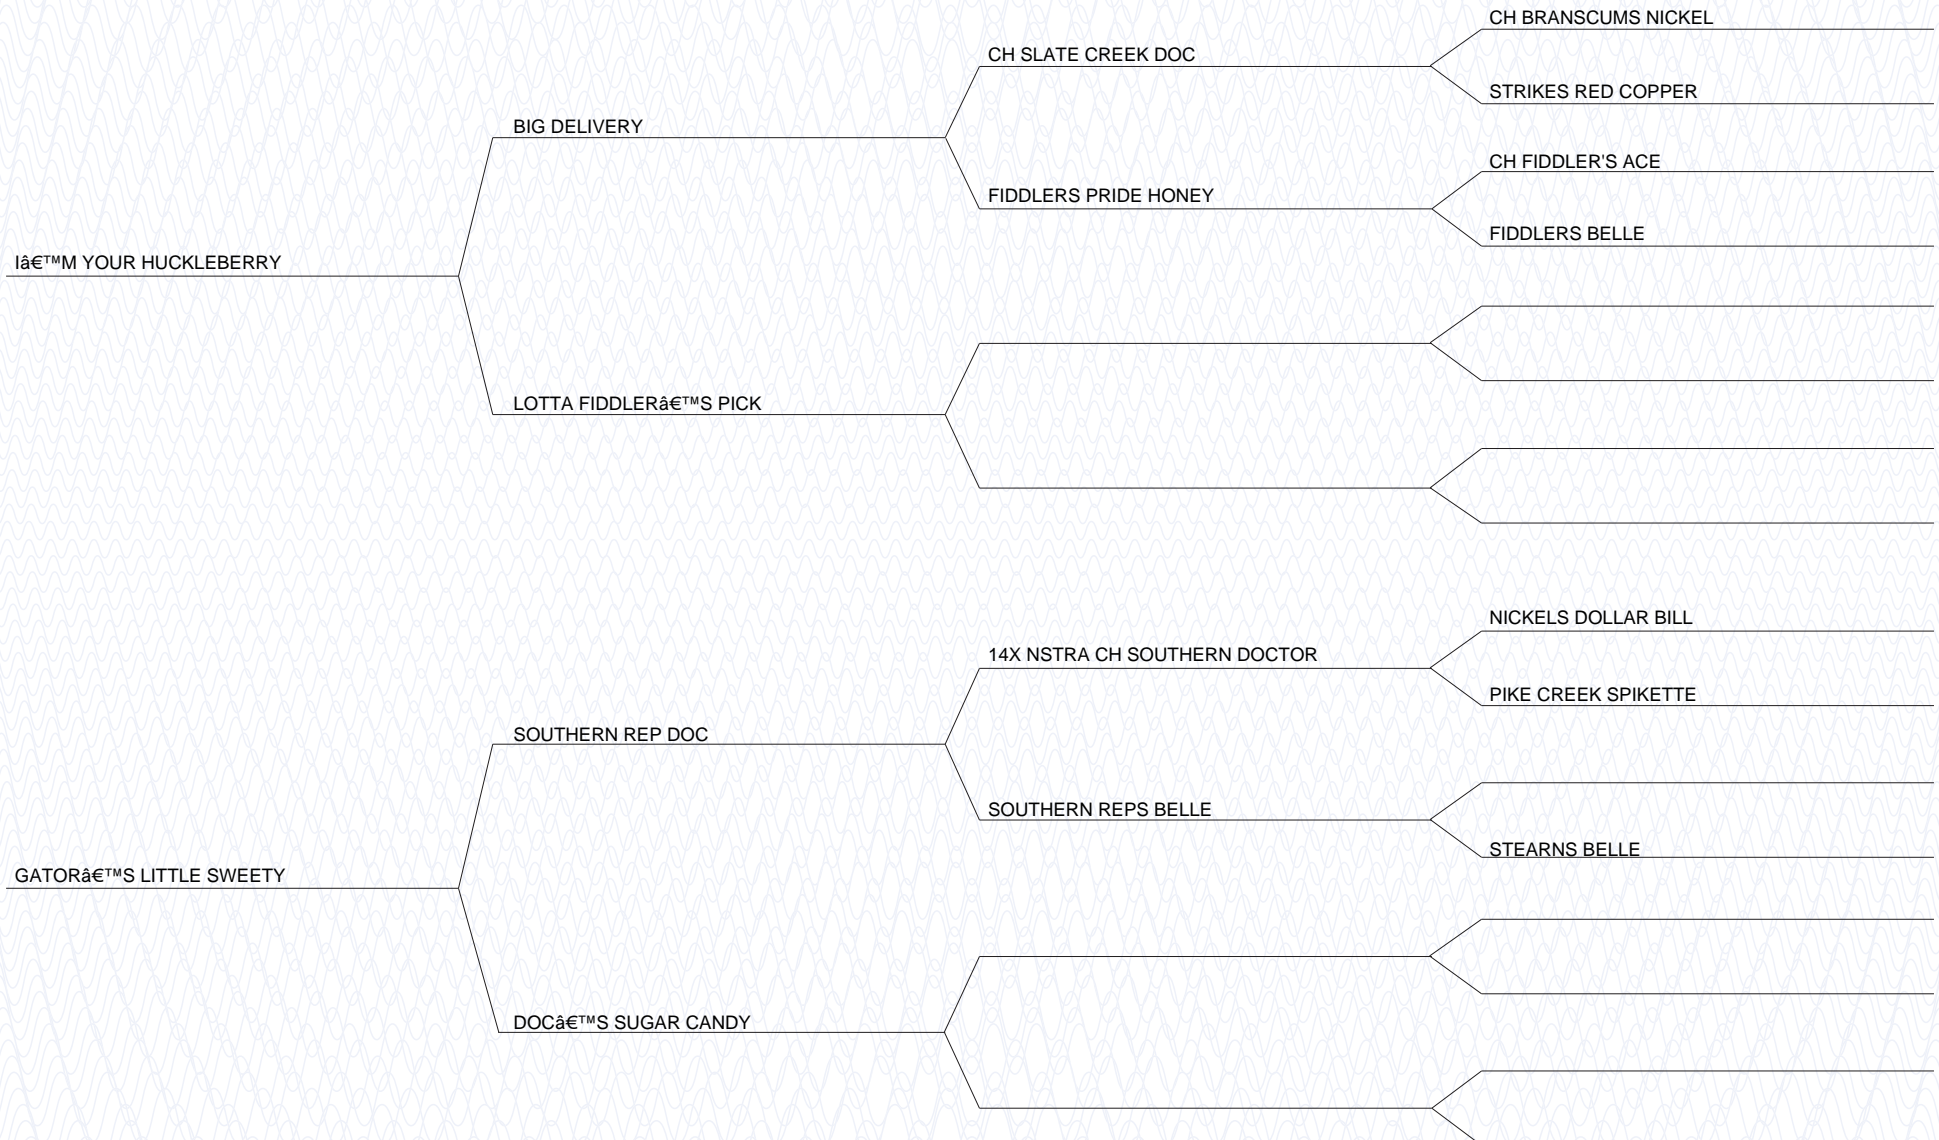 CH BRANSCUMS NICKEL
CH SLATE CREEK DOC
STRIKES RED COPPER
BIG DELIVERY
CH FIDDLER'S ACE
FIDDLERS PRIDE HONEY
FIDDLERS BELLE
Iâ€™M YOUR HUCKLEBERRY
LOTTA FIDDLERâ€™S PICK
NICKELS DOLLAR BILL
14X NSTRA CH SOUTHERN DOCTOR
PIKE CREEK SPIKETTE
SOUTHERN REP DOC
SOUTHERN REPS BELLE
STEARNS BELLE
GATORâ€™S LITTLE SWEETY
DOCâ€™S SUGAR CANDY